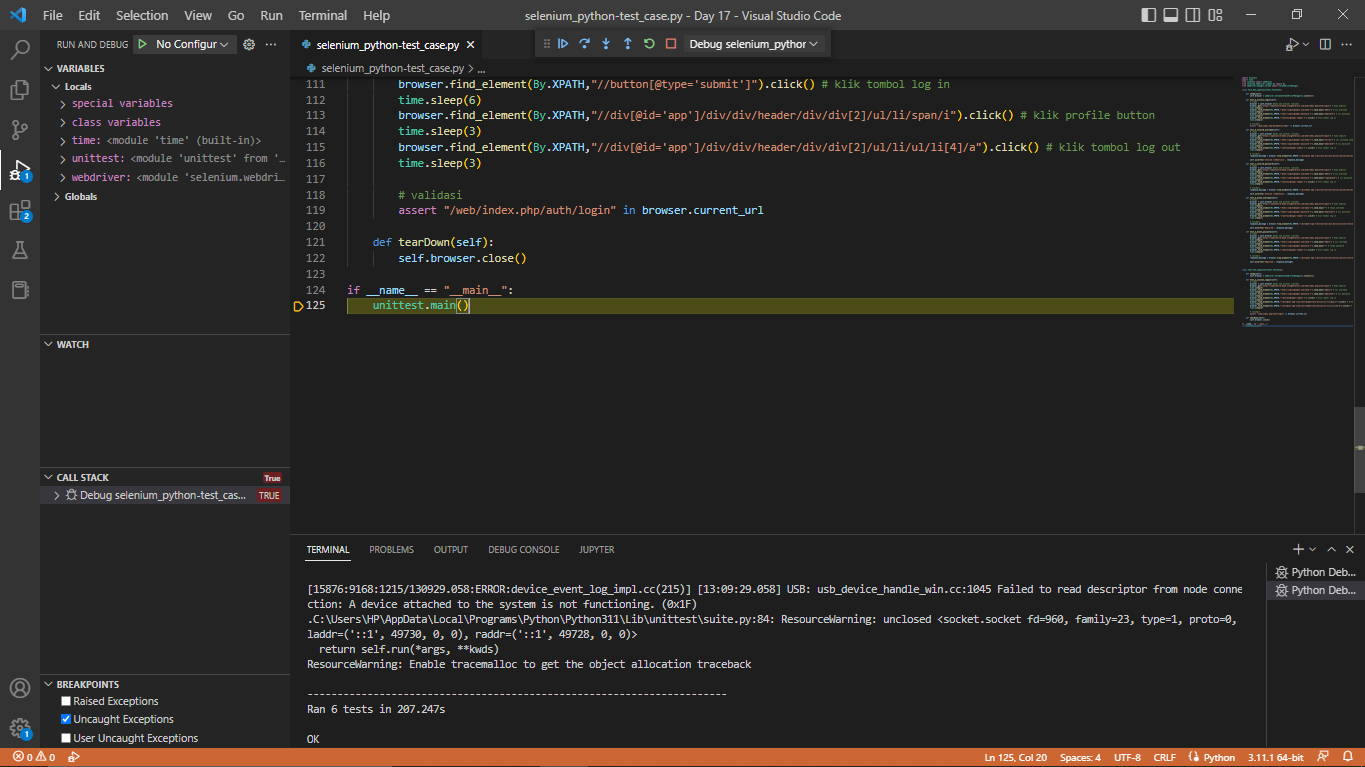 File Edit Selection View Go Run Terminal Help
selenium_python-test_case.py - Day 17 - Visual Studio Code
RUN AND DEBUG No Configur
selenium_python-test_case.py
Debug selenium_python
selenium_python-test_case.py > ...
VARIABLES
Locals
special variables
class variables
time: <module 'time' (built-in)>
unittest: <module 'unittest' from '…
webdriver: <module 'selenium.webdri…
Globals
WATCH
CALL STACK True
Debug selenium_python-test_cas... TRUE
BREAKPOINTS
Raised Exceptions
Uncaught Exceptions
User Uncaught Exceptions
1
2
1
111 browser.find_element(By.XPATH,"//button[@type='submit']").click() # klik tombol log in
112 time.sleep(6)
113 browser.find_element(By.XPATH,"//div[@id='app']/div/div/header/div/div[2]/ul/li/span/i").click() # klik profile button
114 time.sleep(3)
115 browser.find_element(By.XPATH,"//div[@id='app']/div/div/header/div/div[2]/ul/li/ul/li[4]/a").click() # klik tombol log out
116 time.sleep(3)
117
118 # validasi
119 assert "/web/index.php/auth/login" in browser.current_url
120
121 def tearDown(self):
122 self.browser.close()
123
124 if __name__ == "__main__":
125 unittest.main()
TERMINAL PROBLEMS OUTPUT DEBUG CONSOLE JUPYTER
Python Deb...
Python Deb...
[15876:9168:1215/130929.058:ERROR:device_event_log_impl.cc(215)] [13:09:29.058] USB: usb_device_handle_win.cc:1045 Failed to read descriptor from node conne
ction: A device attached to the system is not functioning. (0x1F)
.C:\Users\HP\AppData\Local\Programs\Python\Python311\Lib\unittest\suite.py:84: ResourceWarning: unclosed <socket.socket fd=960, family=23, type=1, proto=0,
laddr=('::1', 49730, 0, 0), raddr=('::1', 49728, 0, 0)>
return self.run(*args, **kwds)
ResourceWarning: Enable tracemalloc to get the object allocation traceback
----------------------------------------------------------------------
Ran 6 tests in 207.247s
OK
0 0
Ln 125, Col 20 Spaces: 4 UTF-8 CRLF Python 3.11.1 64-bit